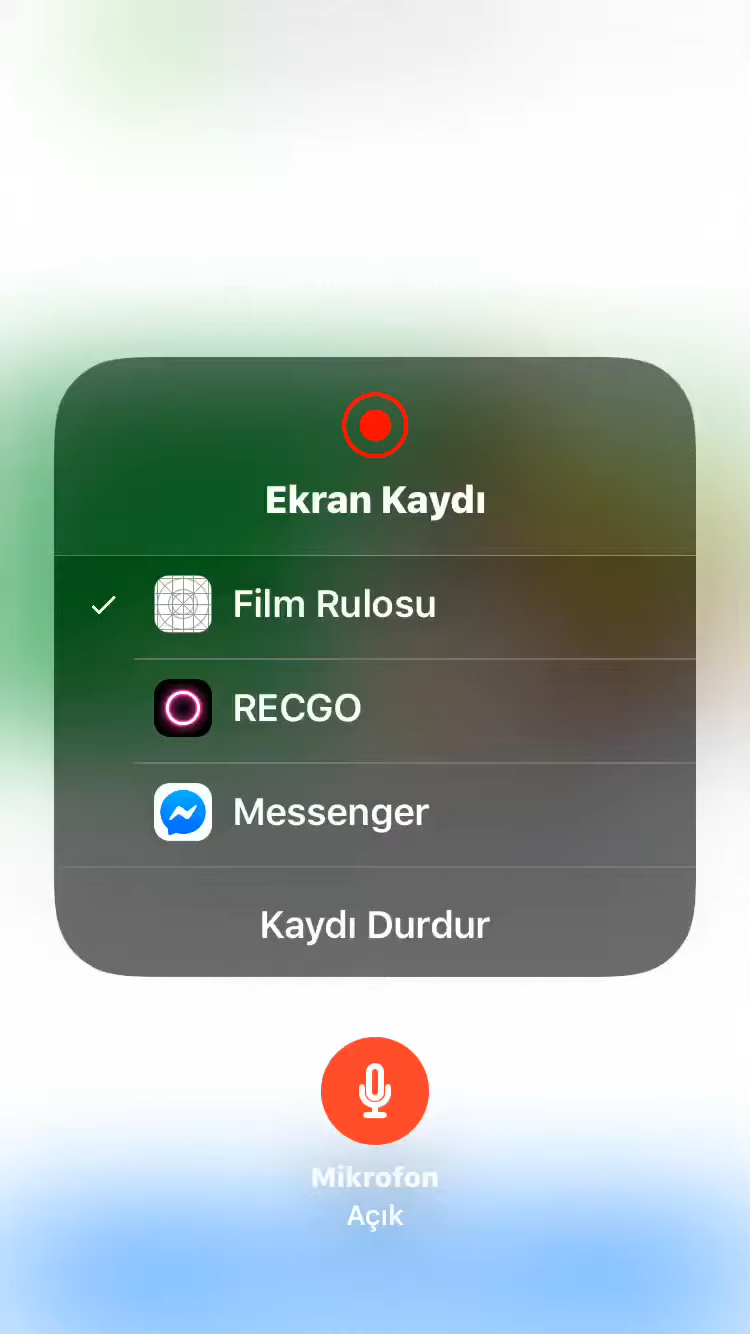 Ekran Kaydı
Film Rulosu
RECGO
Messenger
Kaydı Durdur
Mikrofon
Açık